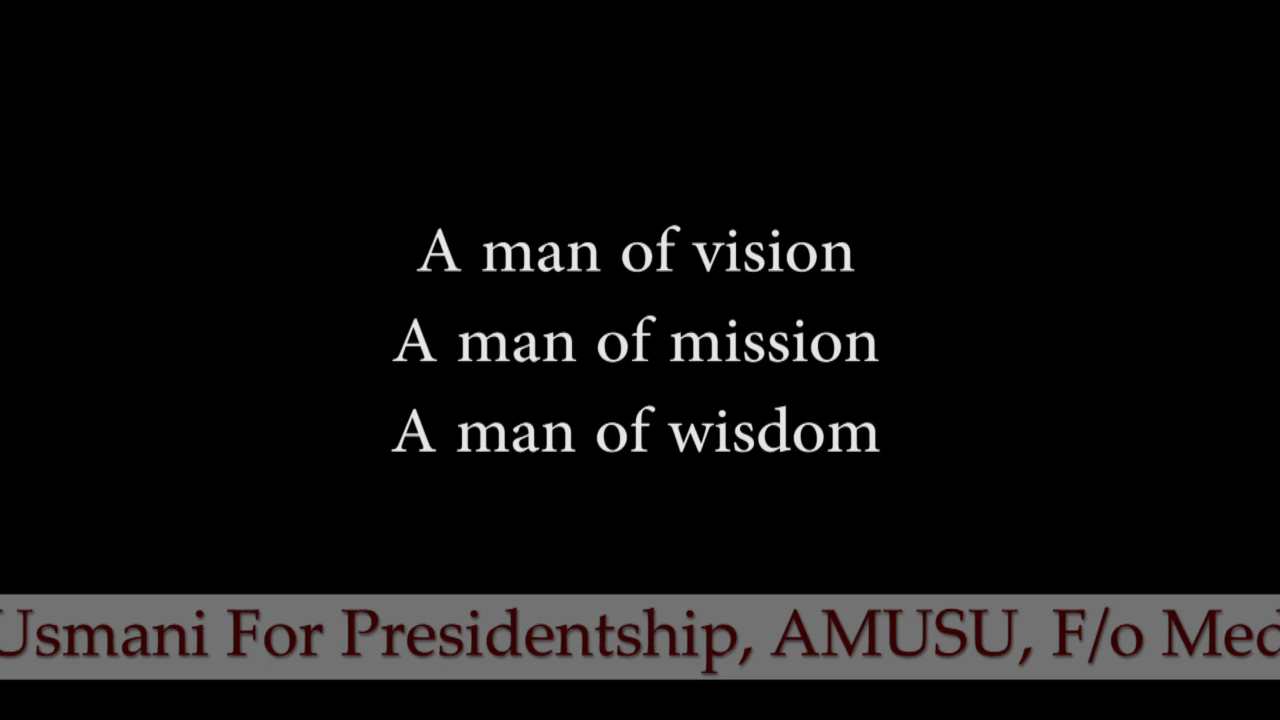 A man of vision
A man of mission
A man of wisdom
Usmani For Presidentship, AMUSU, F/o Med